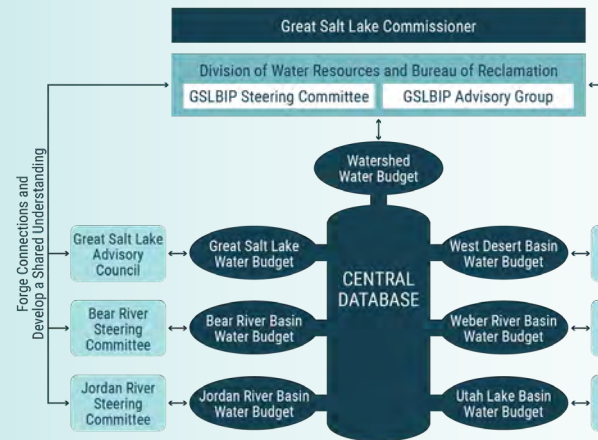 Great Salt Lake Commissioner
Division of Water Resources and Bureau of Reclamation
GSLBIP Steering Committee
GSLBIP Advisory Group
Watershed
Water Budget
Forge Connections and
Develop a Shared Understanding
Great Salt Lake
Advisory
Council
Great Salt Lake
Water Budget
CENTRAL
DATABASE
West Desert Basin
Water Budget
Bear River
Steering
Committee
Bear River Basin
Water Budget
Weber River Basin
Water Budget
Jordan River
Steering
Committee
Jordan River Basin
Water Budget
Utah Lake Basin
Water Budget